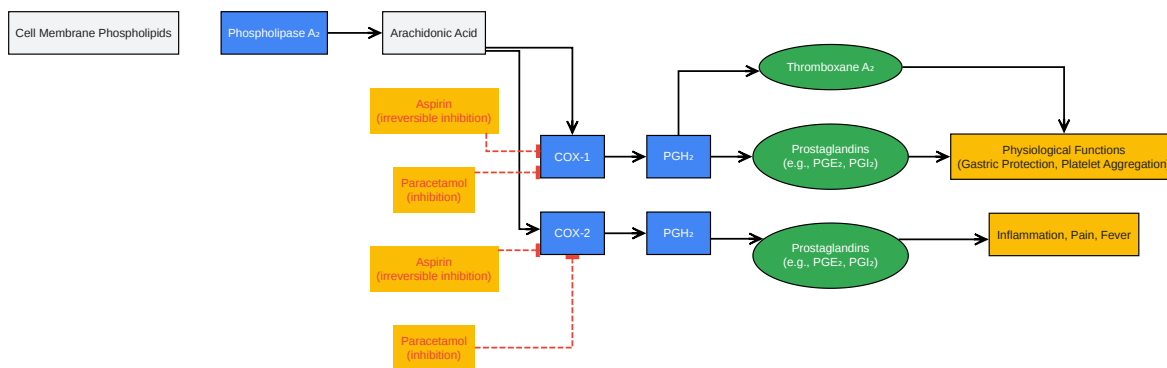 Cell Membrane Phospholipids
Phospholipase A₂
Arachidonic Acid
Thromboxane A₂
Aspirin
(irreversible inhibition)
COX-1
PGH₂
Prostaglandins
(e.g., PGE₂, PGI₂)
Physiological Functions
(Gastric Protection, Platelet Aggregation)
Paracetamol
(inhibition)
COX-2
PGH₂
Prostaglandins
(e.g., PGE₂, PGI₂)
Inflammation, Pain, Fever
Aspirin
(irreversible inhibition)
Paracetamol
(inhibition)